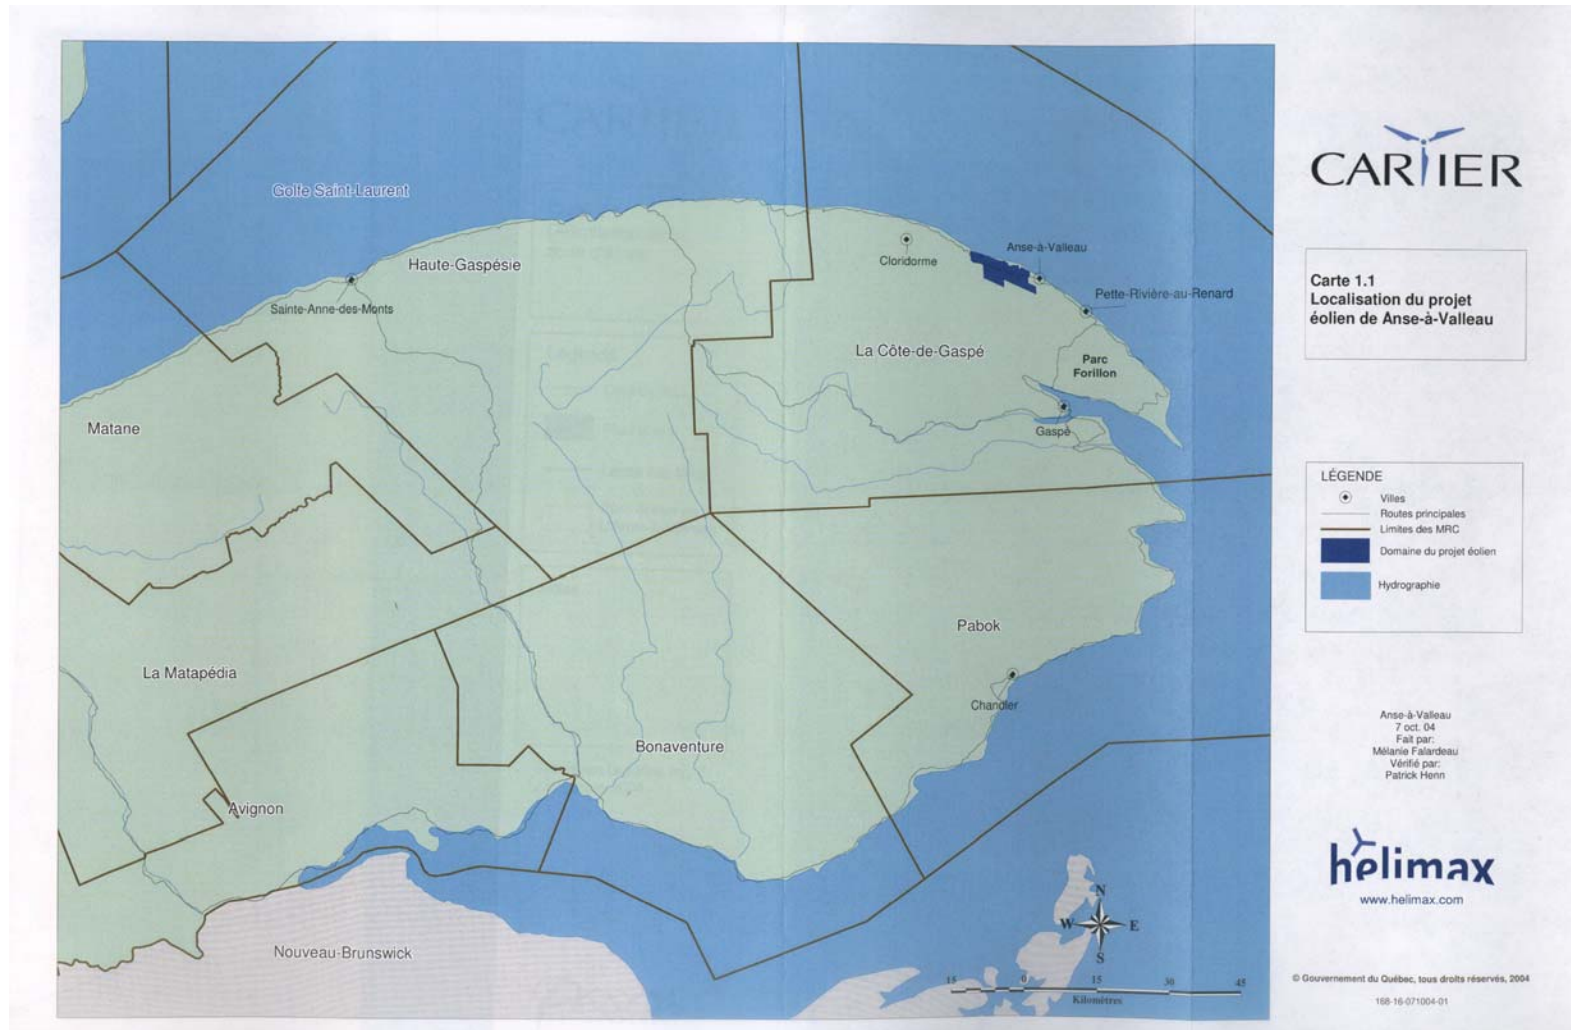 Golfe Saint-Laurent
Haute-Gaspésie
Sainte-Anne-des-Monts
Cloridorme
Anse-à-Valleau
Pette-Rivière-au-Renard
La Côte-de-Gaspé
Parc
Forillon
Gaspé
Matane
La Matapédia
Avignon
Bonaventure
Pabok
Chandler
Nouveau-Brunswick
N
W
E
S
15 0 15 30 45
Kilomètres
CARTIER
Carte 1.1
Localisation du projet
éolien de Anse-à-Valleau
LÉGENDE
Villes
Routes principales
Limites des MRC
Domaine du projet éolien
Hydrographie
Anse-à-Valleau
7 oct. 04
Fait par:
Mélanie Falardeau
Vérifié par:
Patrick Henn
hélimax
www.helimax.com
© Gouvernement du Québec, tous droits réservés, 2004
168-16-071004-01